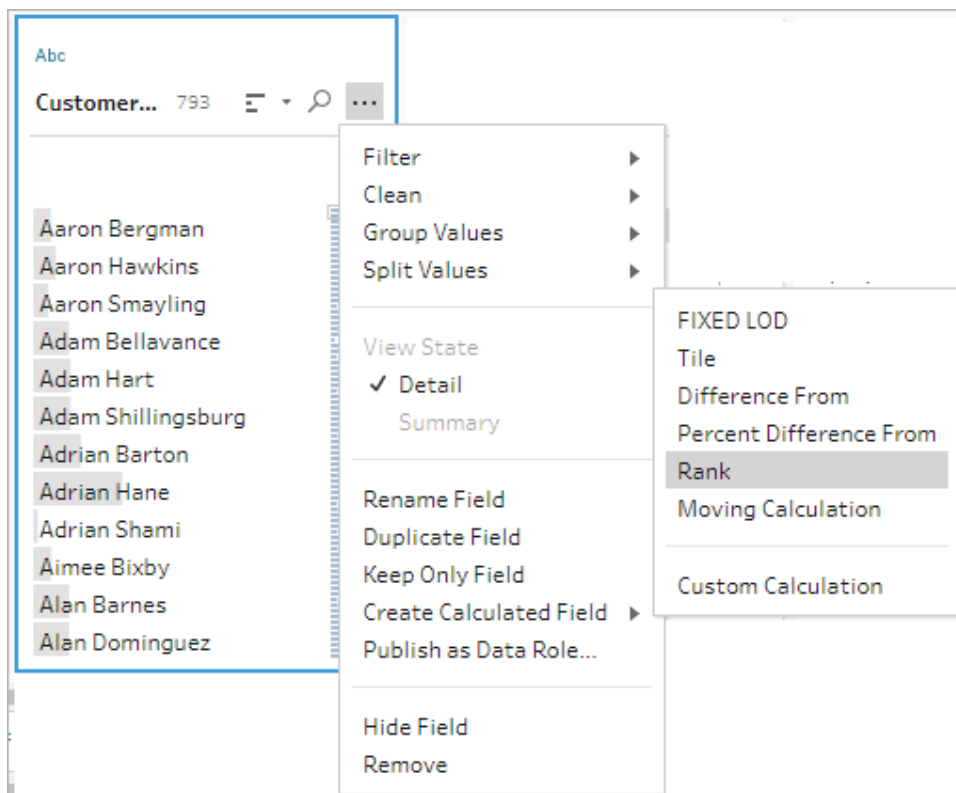 Abc
Customer... 793
Aaron Bergman
Aaron Hawkins
Aaron Smayling
Adam Bellavance
Adam Hart
Adam Shillingsburg
Adrian Barton
Adrian Hane
Adrian Shami
Aimee Bixby
Alan Barnes
Alan Dominguez
Filter
Clean
Group Values
Split Values
View State
✓ Detail
Summary
Rename Field
Duplicate Field
Keep Only Field
Create Calculated Field
Publish as Data Role...
Hide Field
Remove
FIXED LOD
Tile
Difference From
Percent Difference From
Rank
Moving Calculation
Custom Calculation